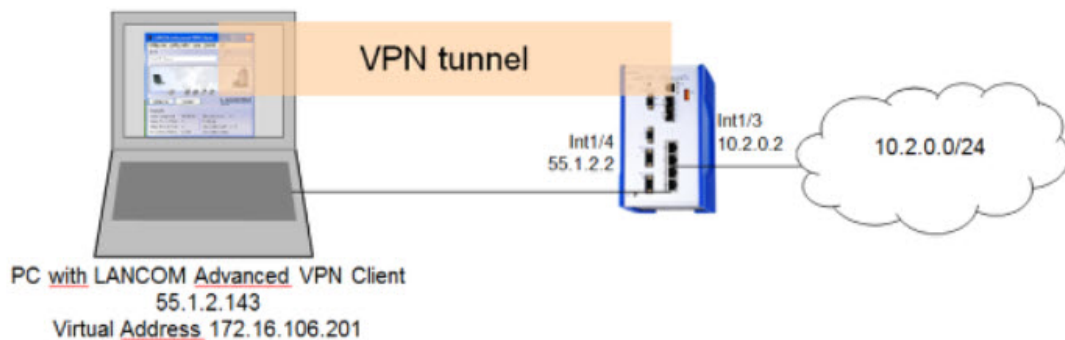 VPN tunnel
Int1/4
55.1.2.2
Int1/3
10.2.0.2
10.2.0.0/24
PC with LANCOM Advanced VPN Client
55.1.2.143
Virtual Address 172.16.106.201